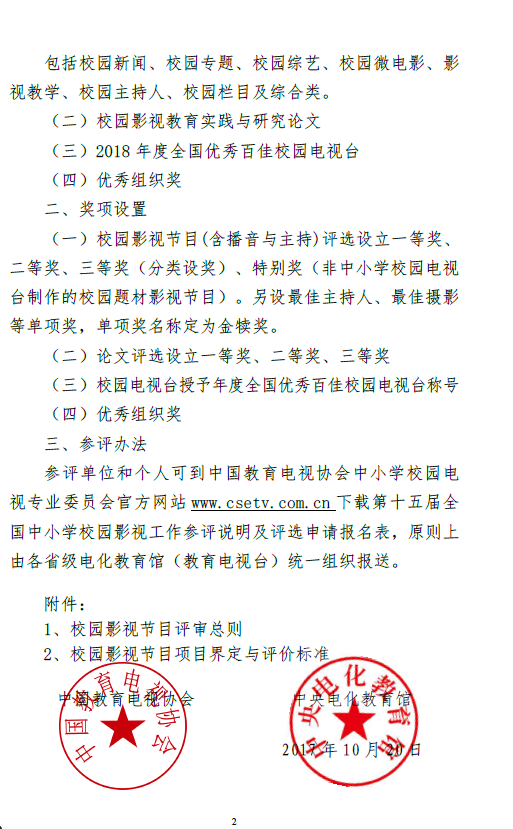 包括校园新闻、校园专题、校园综艺、校园微电影、影
视教学、校园主持人、校园栏目及综合类。
（二）校园影视教育实践与研究论文
（三）2018 年度全国优秀百佳校园电视台
（四）优秀组织奖
二、奖项设置
（一）校园影视节目(含播音与主持)评选设立一等奖、
二等奖、三等奖（分类设奖）、特别奖（非中小学校园电视
台制作的校园题材影视节目）。另设最佳主持人、最佳摄影
等单项奖，单项奖名称定为金犊奖。
（二）论文评选设立一等奖、二等奖、三等奖
（三）校园电视台授予年度全国优秀百佳校园电视台称号
（四）优秀组织奖
三、参评办法
参评单位和个人可到中国教育电视协会中小学校园电
视专业委员会官方网站 www.csetv.com.cn 下载第十五届全
国中小学校园影视工作参评说明及评选申请报名表，原则上
由各省级电化教育馆（教育电视台）统一组织报送。
附件：
1、校园影视节目评审总则
2、校园影视节目项目界定与评价标准
中国教育电视协会
中央电化教育馆
2017 年 10 月 20 日
中国教育电视协会
中央电化教育馆
2